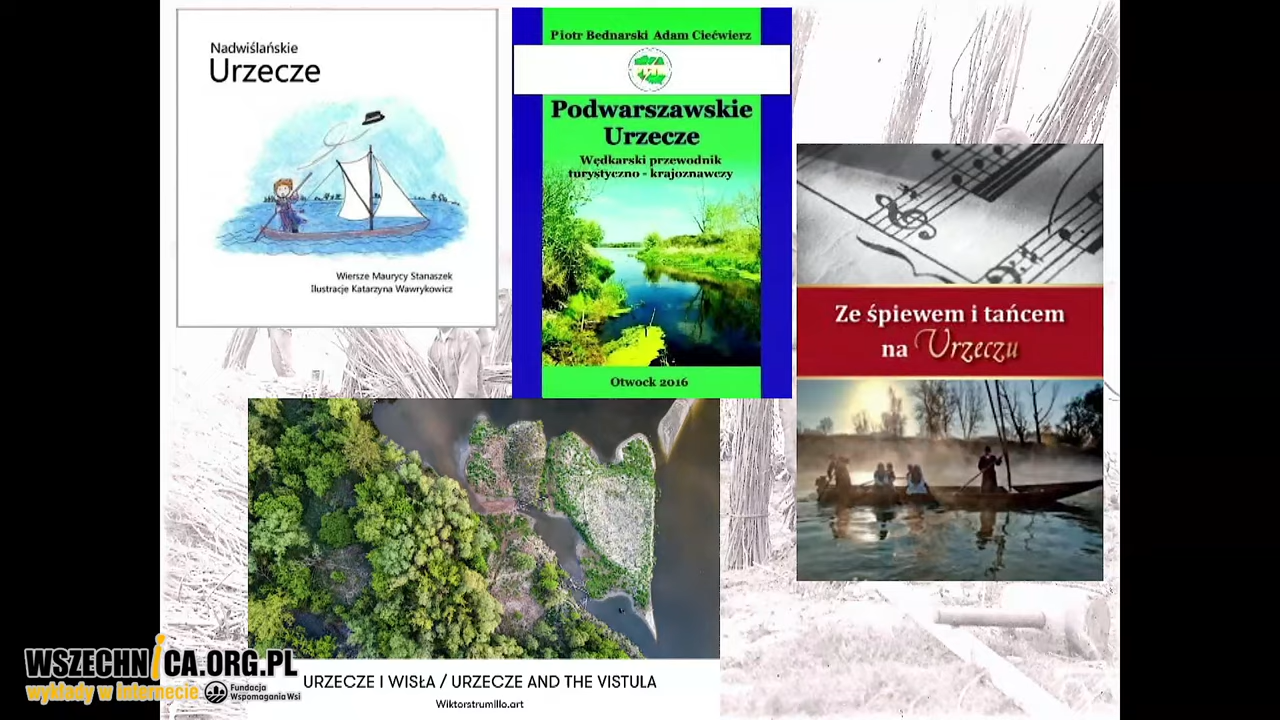 Nadwiślańskie
Urzecze
Wiersze Maurycy Stanaszek
Ilustracje Katarzyna Wawrykowicz
Piotr Bednarski Adam Ciećwierz
Podwarszawskie
Urzecze
Wędkarski przewodnik
turystyczno - krajoznawczy
Otwock 2016
Ze śpiewem i tańcem
na Urzeczu
URZECZE I WISŁA / URZECZE AND THE VISTULA
Wiktorstrumillo.art
WSZECHNICA.ORG.PL
wykłady w internecie
Fundacja
Wspomagania Wsi